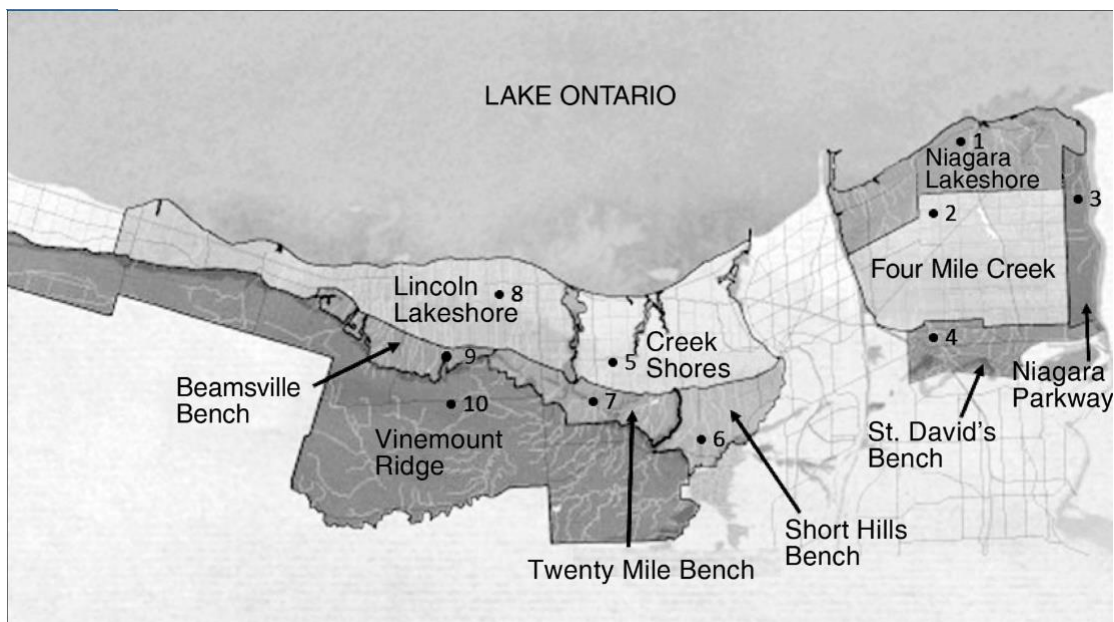 LAKE ONTARIO
1
Niagara
Lakeshore
2
3
Four Mile Creek
4
Niagara
Parkway
St. David's
Bench
Lincoln
Lakeshore
8
Creek
Shores
5
Beamsville
Bench
9
10
7
6
Vinemount
Ridge
Short Hills
Bench
Twenty Mile Bench